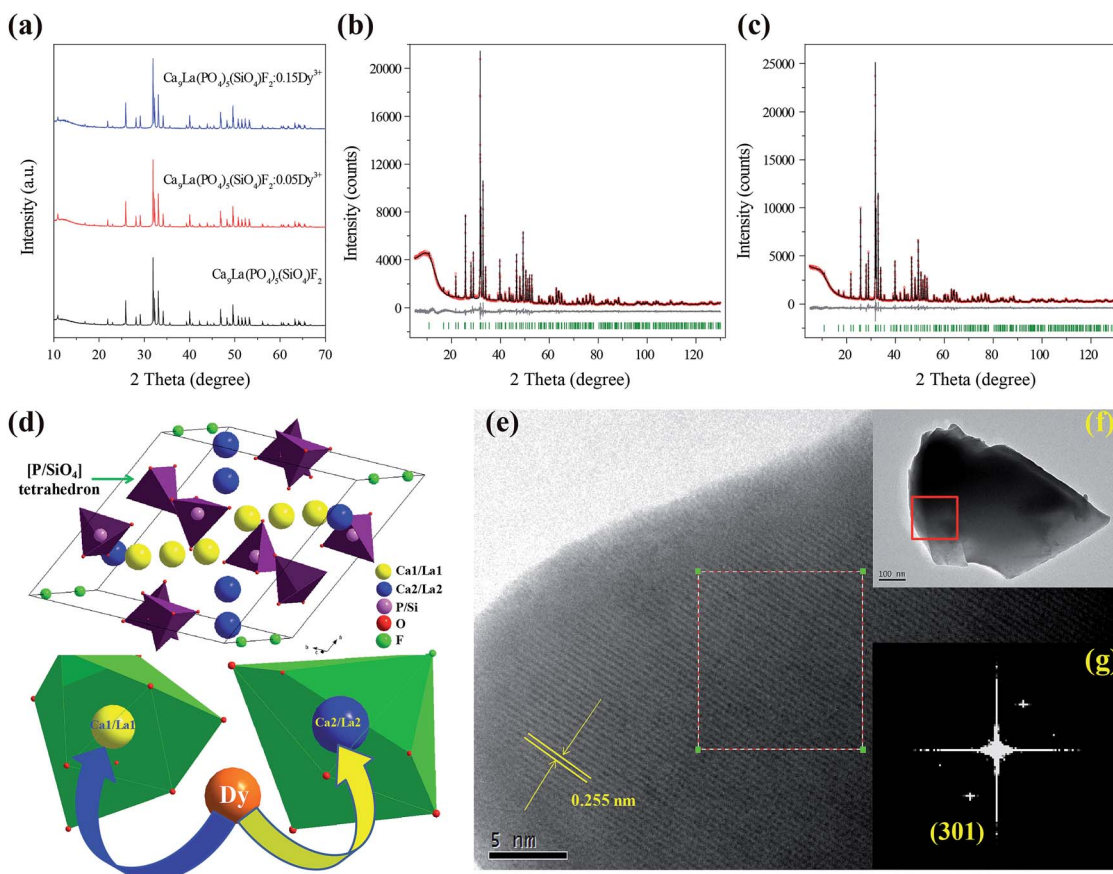 (a)
Ca₉La(PO₄)₅(SiO₄)F₂:0.15Dy³⁺
Ca₉La(PO₄)₅(SiO₄)F₂:0.05Dy³⁺
Ca₉La(PO₄)₅(SiO₄)F₂
Intensity (a.u.)
10 20 30 40 50 60 70
2 Theta (degree)
(b)
20000
16000
12000
8000
4000
0
Intensity (counts)
20 40 60 80 100 120
2 Theta (degree)
(c)
25000
20000
15000
10000
5000
0
Intensity (counts)
20 40 60 80 100 120
2 Theta (degree)
(d)
[P/SiO₄]
tetrahedron
Ca1/La1
Ca2/La2
P/Si
O
F
Ca1/La1
Ca2/La2
Dy
(e)
0.255 nm
5 nm
(f)
100 nm
(g)
(301)